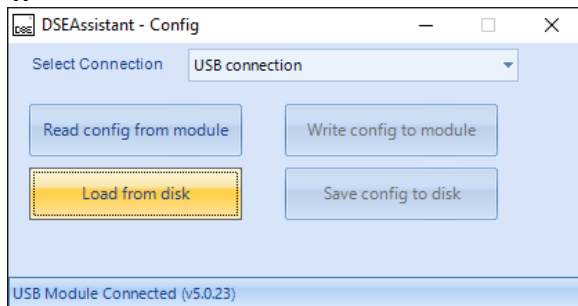 DSE DSEAssistant - Config
Select Connection USB connection
Read config from module Write config to module
Load from disk Save config to disk
USB Module Connected (v5.0.23)